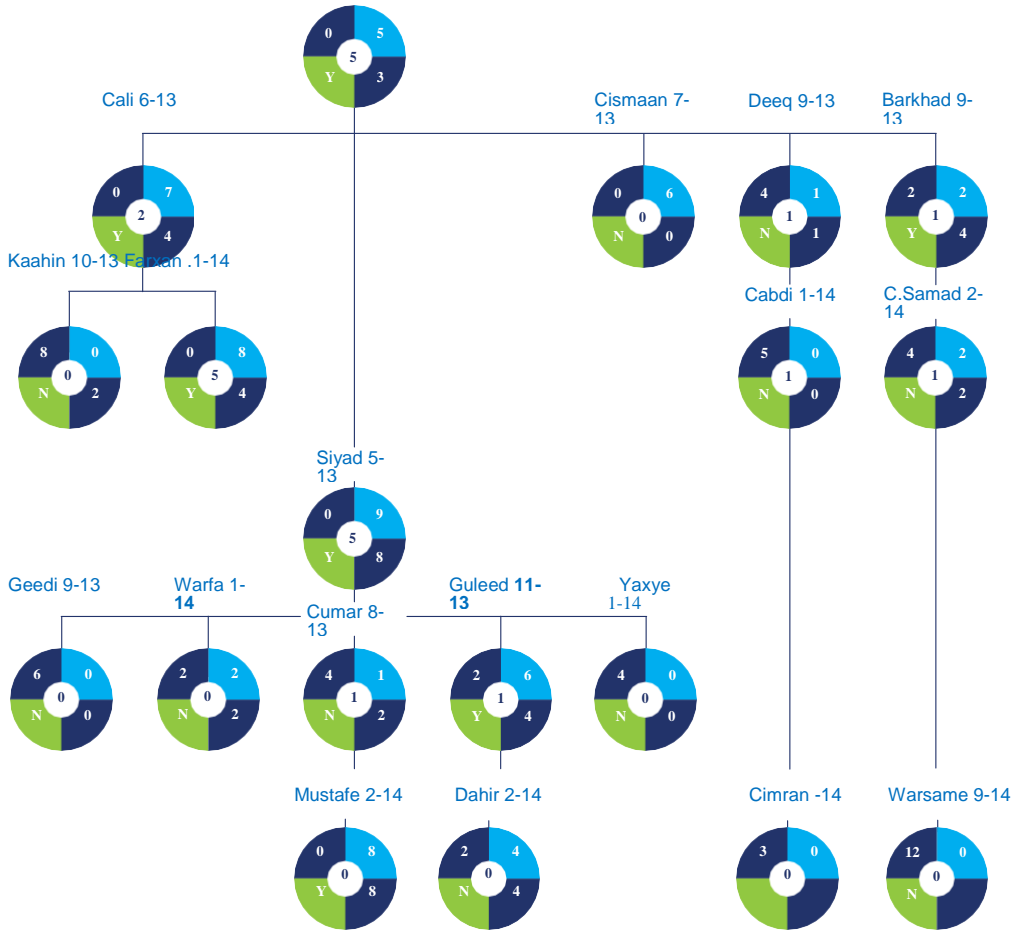 0 5
5
Y 3
Cali 6-13
Cismaan 7-
13
Deeq 9-13
Barkhad 9-
13
0 7
2
Y 4
0 6
0
N 0
4 1
1
N 1
2 2
1
Y 4
Kaahin 10-13 Farxan .1-14
Cabdi 1-14
C.Samad 2-
14
8 0
0
N 2
0 8
5
Y 4
5 0
1
N 0
4 2
1
N 2
Siyad 5-
13
0 9
5
Y 8
Geedi 9-13
Warfa 1-
14
Cumar 8-
13
Guleed 11-
13
Yaxye
1-14
6 0
0
N 0
2 2
0
N 2
4 1
1
N 2
2 6
1
Y 4
4 0
0
N 0
Mustafe 2-14
Dahir 2-14
Cimran -14
Warsame 9-14
0 8
0
Y 8
2 4
0
N 4
3 0
0
12 0
0
N